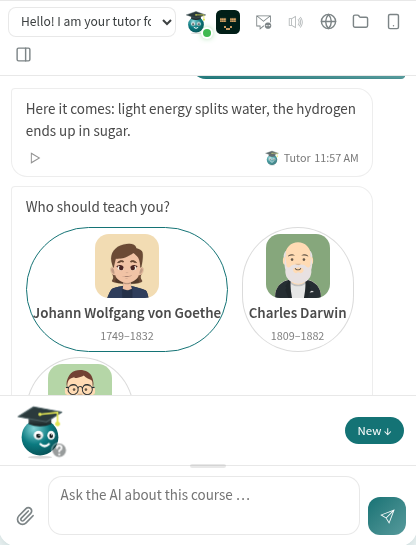 Hello! I am your tutor fo
Here it comes: light energy splits water, the hydrogen
ends up in sugar.
Tutor 11:57 AM
Who should teach you?
Johann Wolfgang von Goethe
1749–1832
Charles Darwin
1809–1882
?
New ↓
Ask the AI about this course …